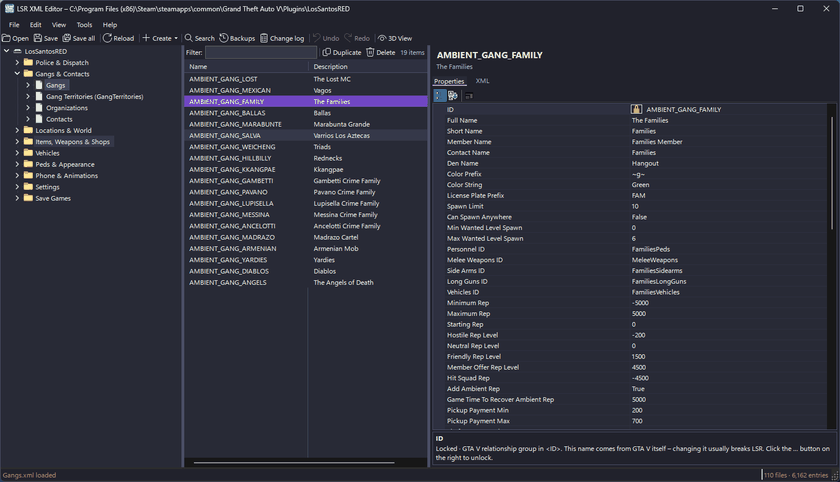 LSR XML Editor – C:\Program Files (x86)\Steam\steamapps\common\Grand Theft Auto V\Plugins\LosSantosRED
File Edit View Tools Help
Open Save Save all Reload Create Search Backups Change log Undo Redo 3D View
LosSantosRED
Police & Dispatch
Gangs & Contacts
Gangs
Gang Territories (GangTerritories)
Organizations
Contacts
Locations & World
Items, Weapons & Shops
Vehicles
Peds & Appearance
Phone & Animations
Settings
Save Games
Filter: Duplicate Delete 19 items
Name Description
AMBIENT_GANG_LOST The Lost MC
AMBIENT_GANG_MEXICAN Vagos
AMBIENT_GANG_FAMILY The Families
AMBIENT_GANG_BALLAS Ballas
AMBIENT_GANG_MARABUNTE Marabunta Grande
AMBIENT_GANG_SALVA Varrios Los Aztecas
AMBIENT_GANG_WEICHENG Triads
AMBIENT_GANG_HILLBILLY Rednecks
AMBIENT_GANG_KKANGPAE Kkangpae
AMBIENT_GANG_GAMBETTI Gambetti Crime Family
AMBIENT_GANG_PAVANO Pavano Crime Family
AMBIENT_GANG_LUPISELLA Lupisella Crime Family
AMBIENT_GANG_MESSINA Messina Crime Family
AMBIENT_GANG_ANCELOTTI Ancelotti Crime Family
AMBIENT_GANG_MADRAZO Madrazo Cartel
AMBIENT_GANG_ARMENIAN Armenian Mob
AMBIENT_GANG_YARDIES Yardies
AMBIENT_GANG_DIABLOS Diablos
AMBIENT_GANG_ANGELS The Angels of Death
AMBIENT_GANG_FAMILY
The Families
Properties XML
ID AMBIENT_GANG_FAMILY
Full Name The Families
Short Name Families
Member Name Families Member
Contact Name Families
Den Name Hangout
Color Prefix ~g~
Color String Green
License Plate Prefix FAM
Spawn Limit 10
Can Spawn Anywhere False
Min Wanted Level Spawn 0
Max Wanted Level Spawn 6
Personnel ID FamiliesPeds
Melee Weapons ID MeleeWeapons
Side Arms ID FamiliesSidearms
Long Guns ID FamiliesLongGuns
Vehicles ID FamiliesVehicles
Minimum Rep -5000
Maximum Rep 5000
Starting Rep 0
Hostile Rep Level -200
Neutral Rep Level 0
Friendly Rep Level 1500
Member Offer Rep Level 4500
Hit Squad Rep -4500
Add Ambient Rep True
Game Time To Recover Ambient Rep 5000
Pickup Payment Min 200
Pickup Payment Max 700
ID
Locked - GTA V relationship group in <ID>. This name comes from GTA V itself – changing it usually breaks LSR. Click the ... button on
the right to unlock.
Gangs.xml loaded
110 files - 6,162 entries